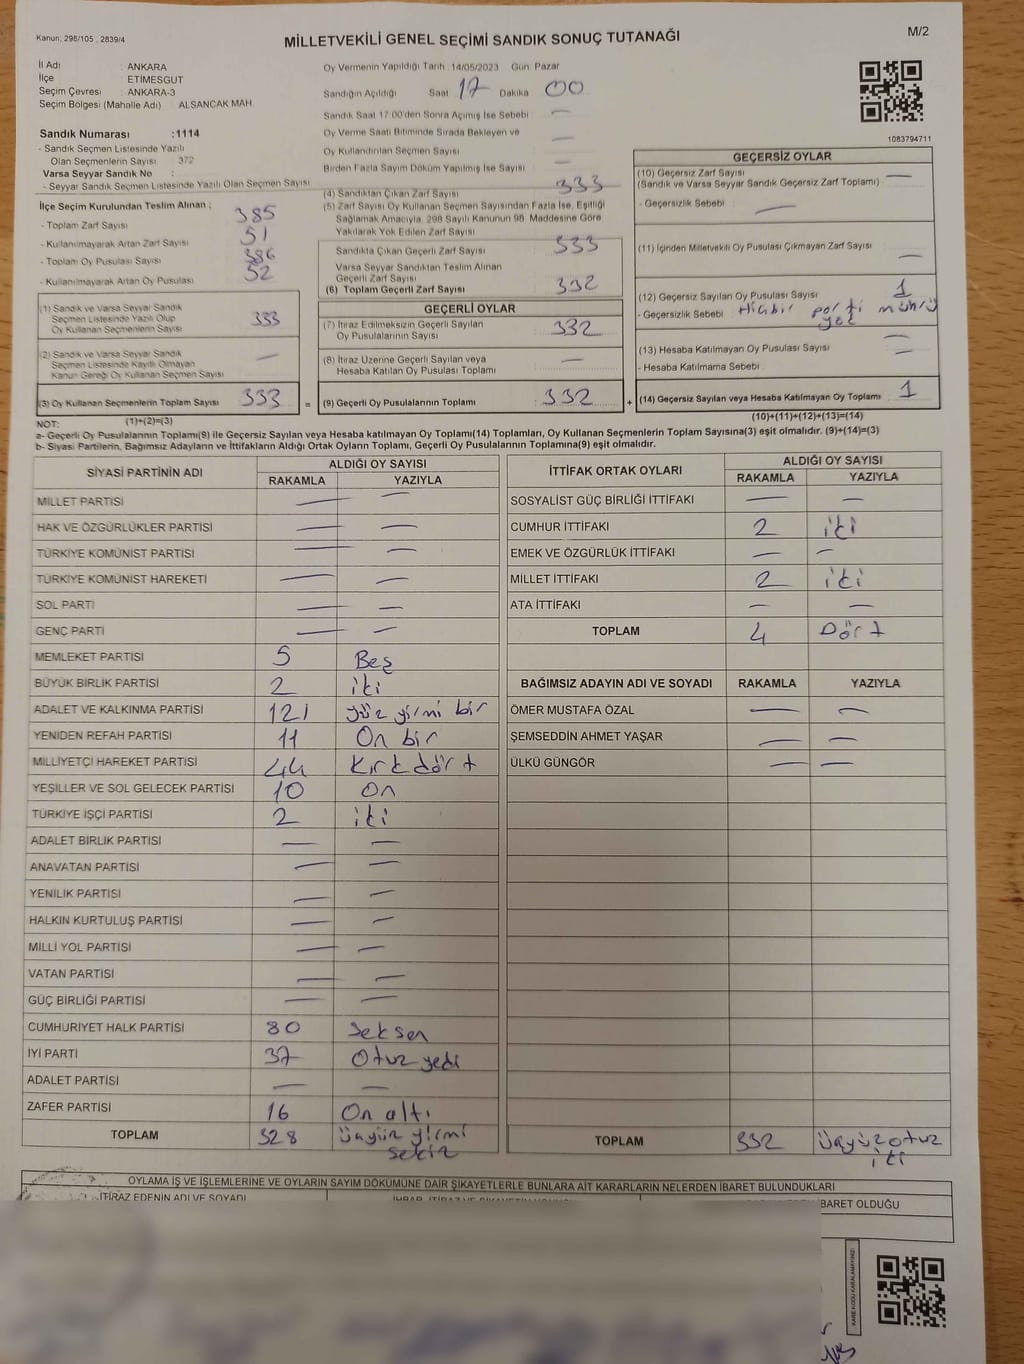 Kanun: 298/105 , 2839/4
MİLLETVEKİLİ GENEL SEÇİMİ SANDIK SONUÇ TUTANAĞI
M/2
İl Adı : ANKARA
İlçe : ETİMESGUT
Seçim Çevresi : ANKARA-3
Seçim Bölgesi (Mahalle Adı) ALSANCAK MAH
Sandık Numarası :1114
- Sandık Seçmen Listesinde Yazılı
Olan Seçmenlerin Sayısı : 372
Varsa Seyyar Sandık No :
- Seyyar Sandık Seçmen Listesinde Yazılı Olan Seçmen Sayısı
İlçe Seçim Kurulundan Teslim Alınan :
- Toplam Zarf Sayısı 385
- Kullanılmayarak Artan Zarf Sayısı 51
- Toplam Oy Pusulası Sayısı 386
- Kullanılmayarak Artan Oy Pusulası 52
(1) Sandık ve Varsa Seyyar Sandık
Seçmen Listesinde Yazılı Olup
Oy Kullanan Seçmenlerin Sayısı 333
(2) Sandık ve Varsa Seyyar Sandık
Seçmen Listesinde Kayıtlı Olmayan
Kanun Gereği Oy Kullanan Seçmen Sayısı —
(3) Oy Kullanan Seçmenlerin Toplam Sayısı 333 =
(1)+(2)=(3)
Oy Vermenin Yapıldığı Tarih 14/05/2023 Gün Pazar
Sandığın Açıldığı Saat 17 Dakika 00
Sandık Saat 17:00'den Sonra Açılmış İse Sebebi : —
Oy Verme Saati Bitiminde Sırada Bekleyen ve
Oy Kullandırılan Seçmen Sayısı : —
Birden Fazla Sayım Döküm Yapılmış İse Sayısı : —
(4) Sandıktan Çıkan Zarf Sayısı 333
(5) Zarf Sayısı Oy Kullanan Seçmen Sayısından Fazla İse, Eşitliği
Sağlamak Amacıyla, 298 Sayılı Kanunun 98. Maddesine Göre
Yakılarak Yok Edilen Zarf Sayısı
Sandıkta Çıkan Geçerli Zarf Sayısı 333
Varsa Seyyar Sandıktan Teslim Alınan
Geçerli Zarf Sayısı
(6) Toplam Geçerli Zarf Sayısı 332
GEÇERLİ OYLAR
(7) İtiraz Edilmeksizin Geçerli Sayılan
Oy Pusulalarının Sayısı 332
(8) İtiraz Üzerine Geçerli Sayılan veya
Hesaba Katılan Oy Pusulası Toplamı —
(9) Geçerli Oy Pusulalarının Toplamı 332 +
1083794711
GEÇERSİZ OYLAR
(10) Geçersiz Zarf Sayısı —
(Sandık ve Varsa Seyyar Sandık Geçersiz Zarf Toplamı)
- Geçersizlik Sebebi : —
(11) İçinden Milletvekili Oy Pusulası Çıkmayan Zarf Sayısı —
(12) Geçersiz Sayılan Oy Pusulası Sayısı 1
- Geçersizlik Sebebi Hiçbir parti mührü
yok
(13) Hesaba Katılmayan Oy Pusulası Sayısı —
- Hesaba Katılmama Sebebi —
(14) Geçersiz Sayılan veya Hesaba Katılmayan Oy Toplamı 1
(10)+(11)+(12)+(13)=(14)
NOT:
a- Geçerli Oy Pusulalarının Toplamı(9) ile Geçersiz Sayılan veya Hesaba katılmayan Oy Toplamı(14) Toplamları, Oy Kullanan Seçmenlerin Toplam Sayısına(3) eşit olmalıdır. (9)+(14)=(3)
b- Siyasi Partilerin, Bağımsız Adayların ve İttifakların Aldığı Ortak Oyların Toplamı, Geçerli Oy Pusulalarının Toplamına(9) eşit olmalıdır.
SİYASİ PARTİNİN ADI ALDIĞI OY SAYISI
RAKAMLA YAZIYLA
MİLLET PARTİSİ — —
HAK VE ÖZGÜRLÜKLER PARTİSİ — —
TÜRKİYE KOMÜNİST PARTİSİ — —
TÜRKİYE KOMÜNİST HAREKETİ — —
SOL PARTİ — —
GENÇ PARTİ — —
MEMLEKET PARTİSİ 5 Beş
BÜYÜK BİRLİK PARTİSİ 2 iki
ADALET VE KALKINMA PARTİSİ 121 yüz yirmi bir
YENİDEN REFAH PARTİSİ 11 On bir
MİLLİYETÇİ HAREKET PARTİSİ 44 Kırk dört
YEŞİLLER VE SOL GELECEK PARTİSİ 10 On
TÜRKİYE İŞÇİ PARTİSİ 2 iki
ADALET BİRLİK PARTİSİ — —
ANAVATAN PARTİSİ — —
YENİLİK PARTİSİ — —
HALKIN KURTULUŞ PARTİSİ — —
MİLLİ YOL PARTİSİ — —
VATAN PARTİSİ — —
GÜÇ BİRLİĞİ PARTİSİ — —
CUMHURİYET HALK PARTİSİ 80 Seksen
İYİ PARTİ 37 Otuz yedi
ADALET PARTİSİ — —
ZAFER PARTİSİ 16 On altı
TOPLAM 328 üçyüz yirmi
sekiz
İTTİFAK ORTAK OYLARI ALDIĞI OY SAYISI
RAKAMLA YAZIYLA
SOSYALİST GÜÇ BİRLİĞİ İTTİFAKI — —
CUMHUR İTTİFAKI 2 iki
EMEK VE ÖZGÜRLÜK İTTİFAKI — —
MİLLET İTTİFAKI 2 iki
ATA İTTİFAKI — —
TOPLAM 4 Dört
BAĞIMSIZ ADAYIN ADI VE SOYADI RAKAMLA YAZIYLA
ÖMER MUSTAFA ÖZAL — —
ŞEMSEDDİN AHMET YAŞAR — —
ÜLKÜ GÜNGÖR — —
TOPLAM 332 üçyüz otuz
iki
OYLAMA İŞ VE İŞLEMLERİNE VE OYLARIN SAYIM DÖKÜMÜNE DAİR ŞİKAYETLERLE BUNLARA AİT KARARLARIN NELERDEN İBARET BULUNDUKLARI
İTİRAZ EDENİN ADI VE SOYADI
İBARET OLDUĞU
KARE KODU KARALAMAYINIZ!